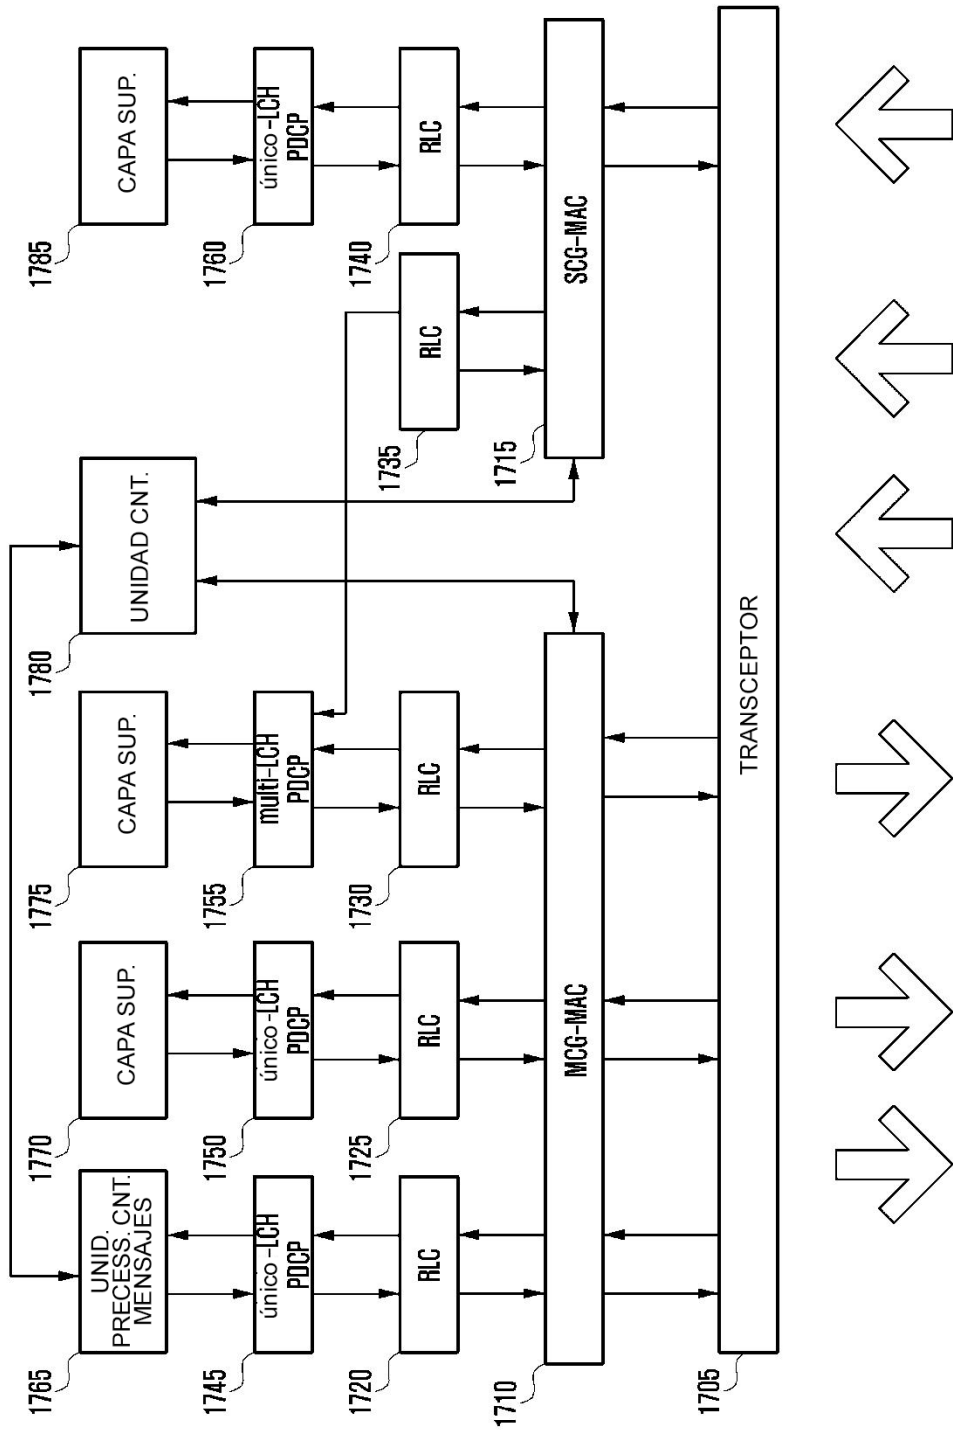 1765
UNID.
PRECESS. CNT.
MENSAJES
1770
CAPA SUP.
1775
CAPA SUP.
1780
UNIDAD CNT.
1785
CAPA SUP.
1745
único-LCH
PDCP
1750
único-LCH
PDCP
1755
multi-LCH
PDCP
1760
único-LCH
PDCP
1720
RLC
1725
RLC
1730
RLC
1735
RLC
1740
RLC
1710
MCG-MAC
1715
SCG-MAC
1705
TRANSCEPTOR